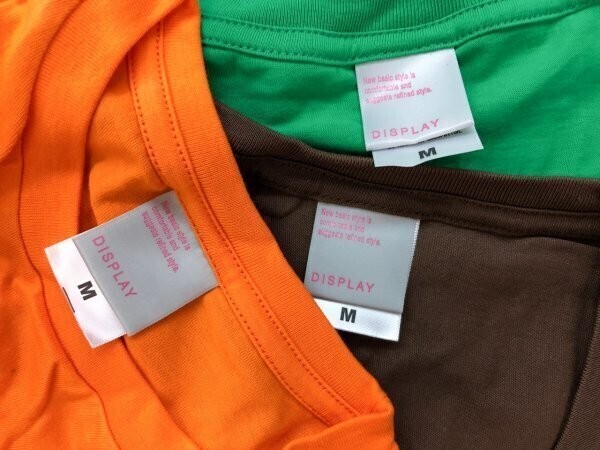 New basic style is
comfortable and
suggests refined style.
DISPLAY
M
New basic style is
comfortable and
suggests refined style.
DISPLAY
M
New basic style is
comfortable and
suggests refined style.
DISPLAY
M